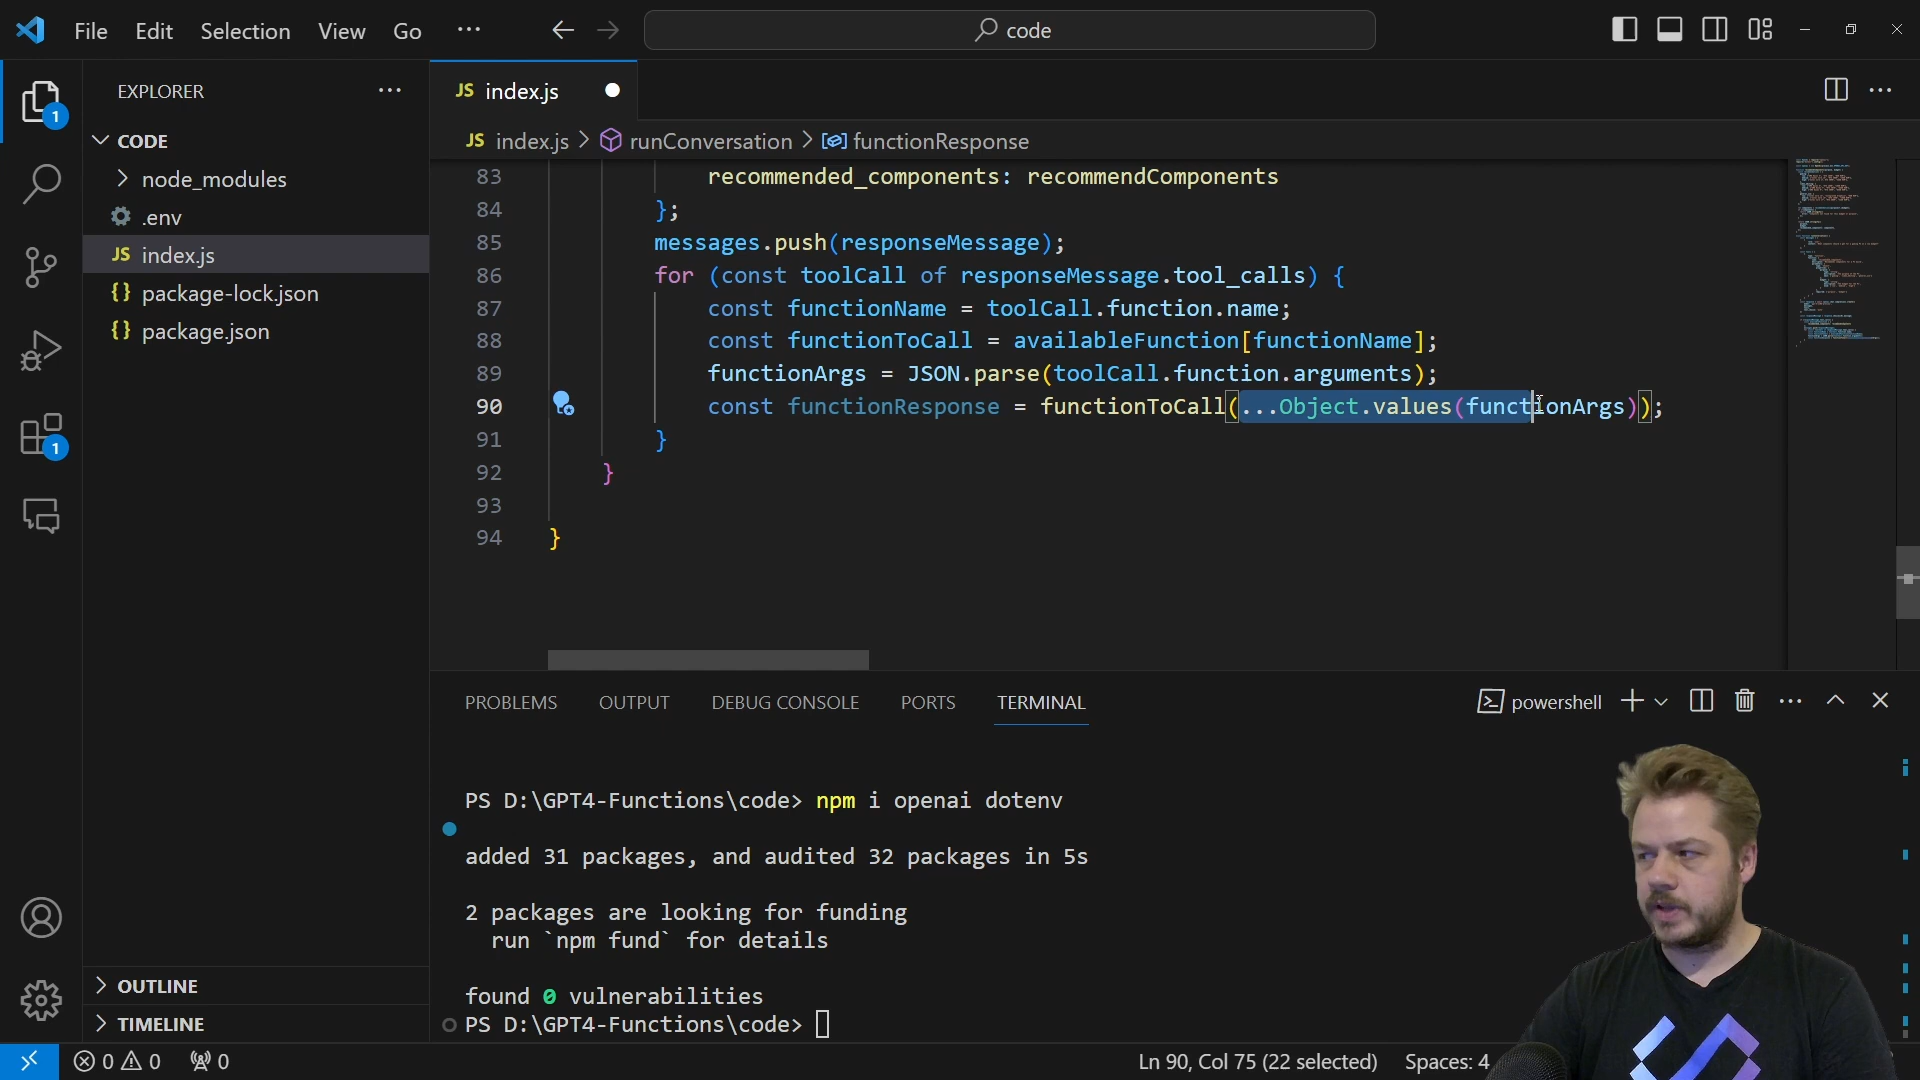 File Edit Selection View Go ··· code
EXPLORER ···
CODE
node_modules
.env
JS index.js
{} package-lock.json
{} package.json
OUTLINE
TIMELINE
1
1
JS index.js
JS index.js > runConversation > functionResponse
83 recommended_components: recommendComponents
84 };
85 messages.push(responseMessage);
86 for (const toolCall of responseMessage.tool_calls) {
87 const functionName = toolCall.function.name;
88 const functionToCall = availableFunction[functionName];
89 functionArgs = JSON.parse(toolCall.function.arguments);
90 const functionResponse = functionToCall(...Object.values(functionArgs));
91 }
92 }
93
94 }
PROBLEMS OUTPUT DEBUG CONSOLE PORTS TERMINAL powershell
PS D:\GPT4-Functions\code> npm i openai dotenv
added 31 packages, and audited 32 packages in 5s
2 packages are looking for funding
run `npm fund` for details
found 0 vulnerabilities
PS D:\GPT4-Functions\code>
0 0 0 Ln 90, Col 75 (22 selected) Spaces: 4